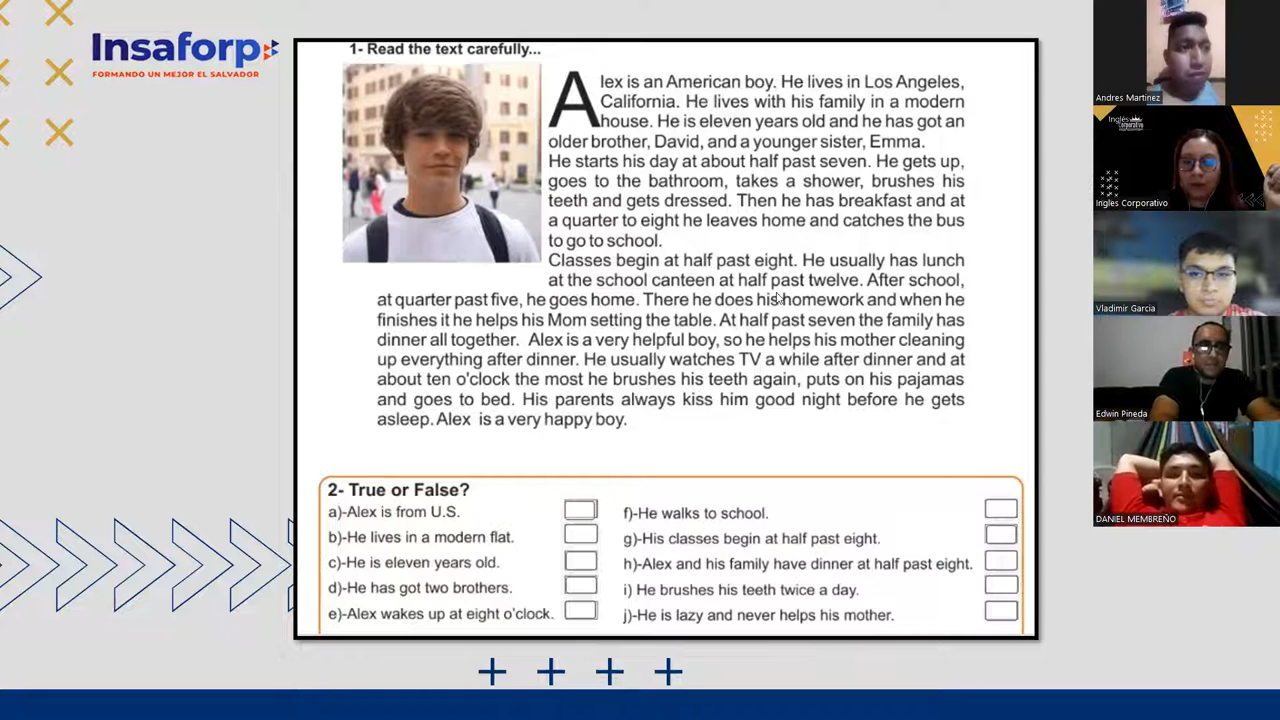 Insaforp
FORMANDO UN MEJOR EL SALVADOR
1- Read the text carefully...
Alex is an American boy. He lives in Los Angeles,
California. He lives with his family in a modern
house. He is eleven years old and he has got an
older brother, David, and a younger sister, Emma.
He starts his day at about half past seven. He gets up,
goes to the bathroom, takes a shower, brushes his
teeth and gets dressed. Then he has breakfast and at
a quarter to eight he leaves home and catches the bus
to go to school.
Classes begin at half past eight. He usually has lunch
at the school canteen at half past twelve. After school,
at quarter past five, he goes home. There he does his homework and when he
finishes it he helps his Mom setting the table. At half past seven the family has
dinner all together. Alex is a very helpful boy, so he helps his mother cleaning
up everything after dinner. He usually watches TV a while after dinner and at
about ten o'clock the most he brushes his teeth again, puts on his pajamas
and goes to bed. His parents always kiss him good night before he gets
asleep. Alex is a very happy boy.
2- True or False?
a)-Alex is from U.S.
b)-He lives in a modern flat.
c)-He is eleven years old.
d)-He has got two brothers.
e)-Alex wakes up at eight o'clock.
f)-He walks to school.
g)-His classes begin at half past eight.
h)-Alex and his family have dinner at half past eight.
i) He brushes his teeth twice a day.
j)-He is lazy and never helps his mother.
Andres Martinez
Inglés
Corporativo
Ingles Corporativo
Vladimir Garcia
Edwin Pineda
DANIEL MEMBREÑO